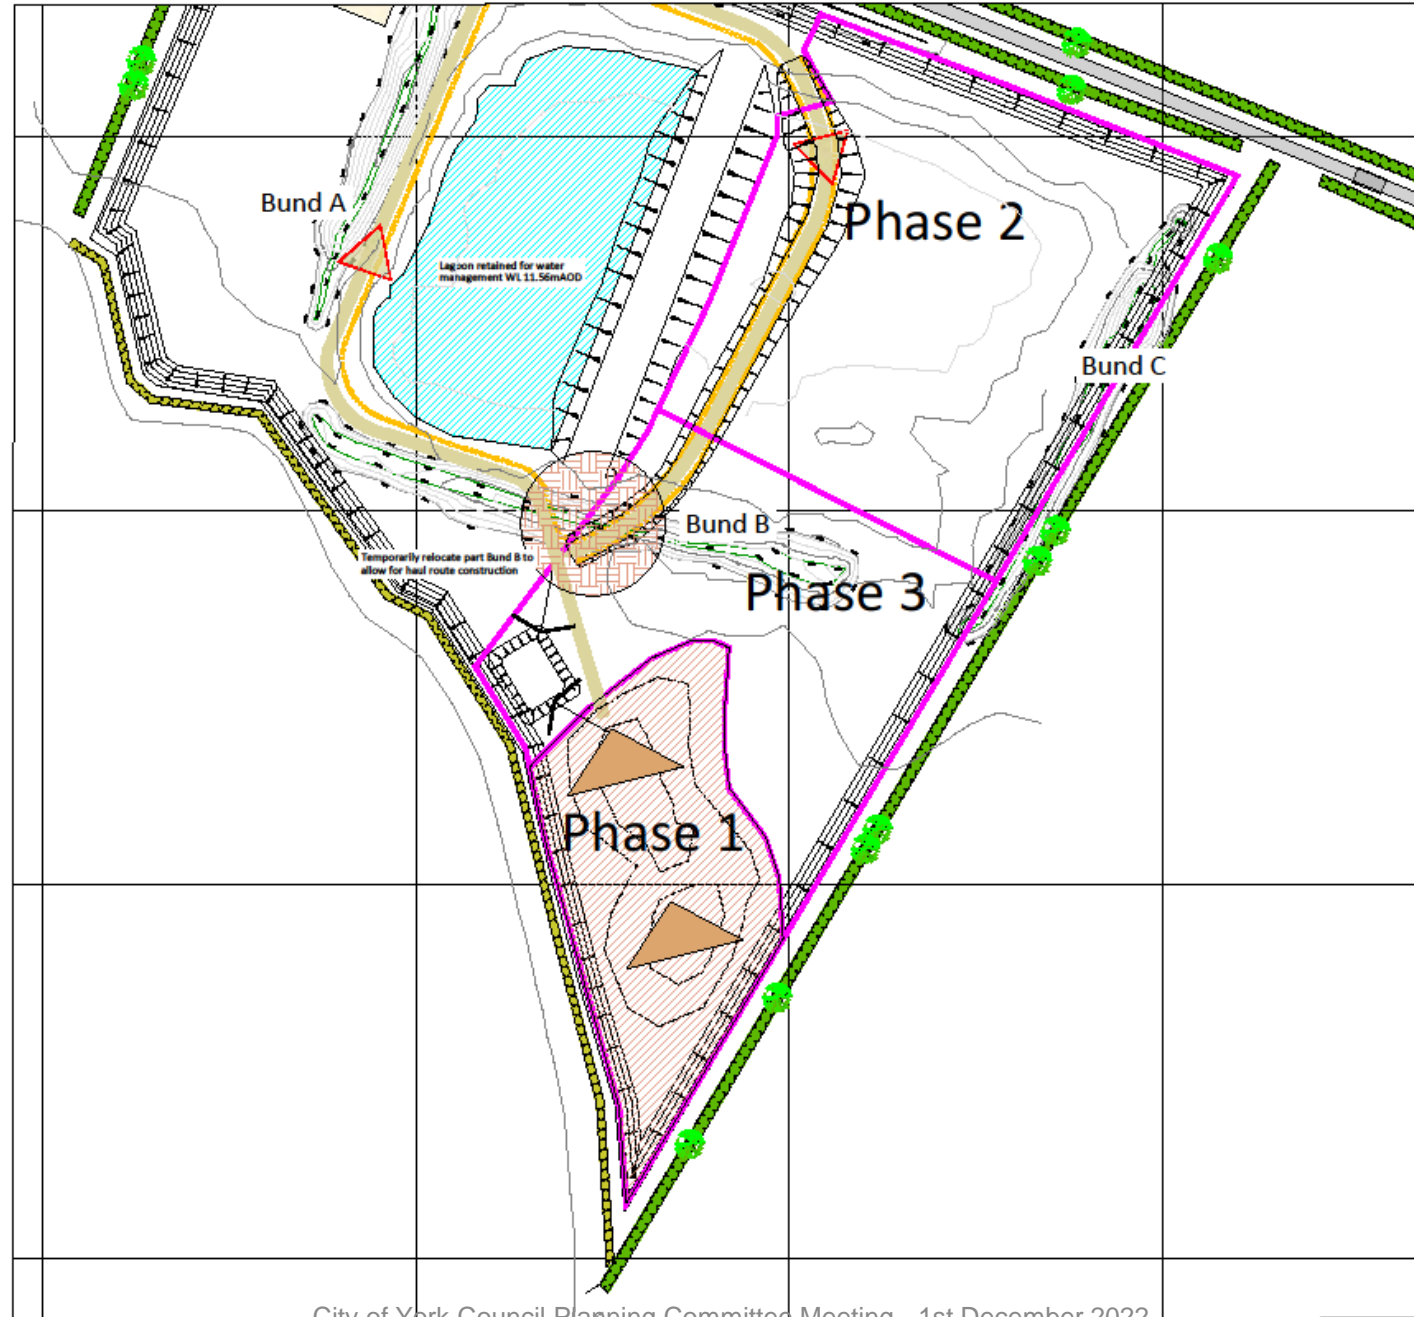 Bund A
Phase 2
Lagoon retained for water
management WL 11.56mAOD
Bund C
Bund B
Temporarily relocate part Bund B to
allow for haul route construction
Phase 3
Phase 1
City of York Council Planning Committee Meeting - 1st December 2022